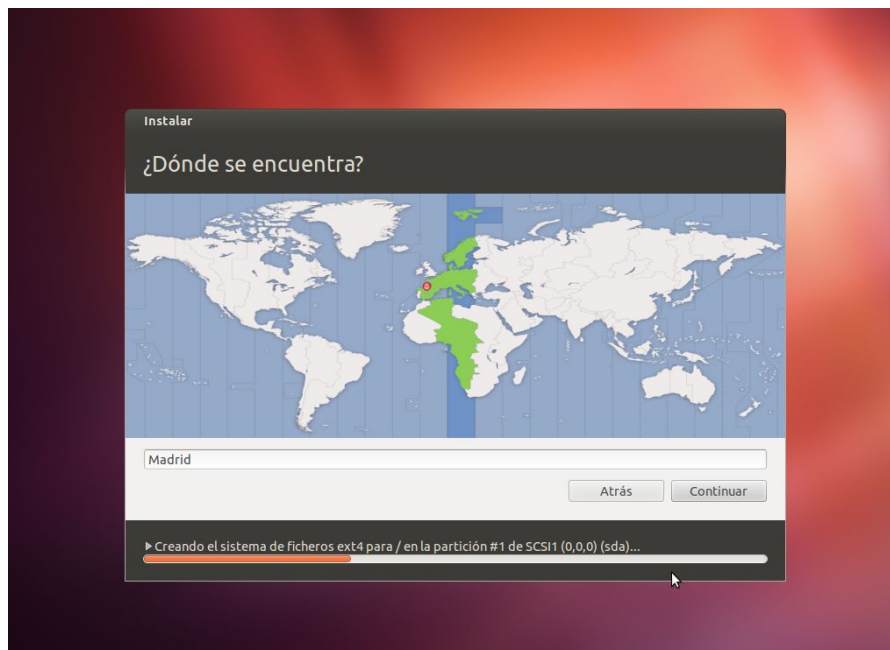 Instalar
¿Dónde se encuentra?
Madrid
Atrás Continuar
Creando el sistema de ficheros ext4 para / en la partición #1 de SCSI1 (0,0,0) (sda)...